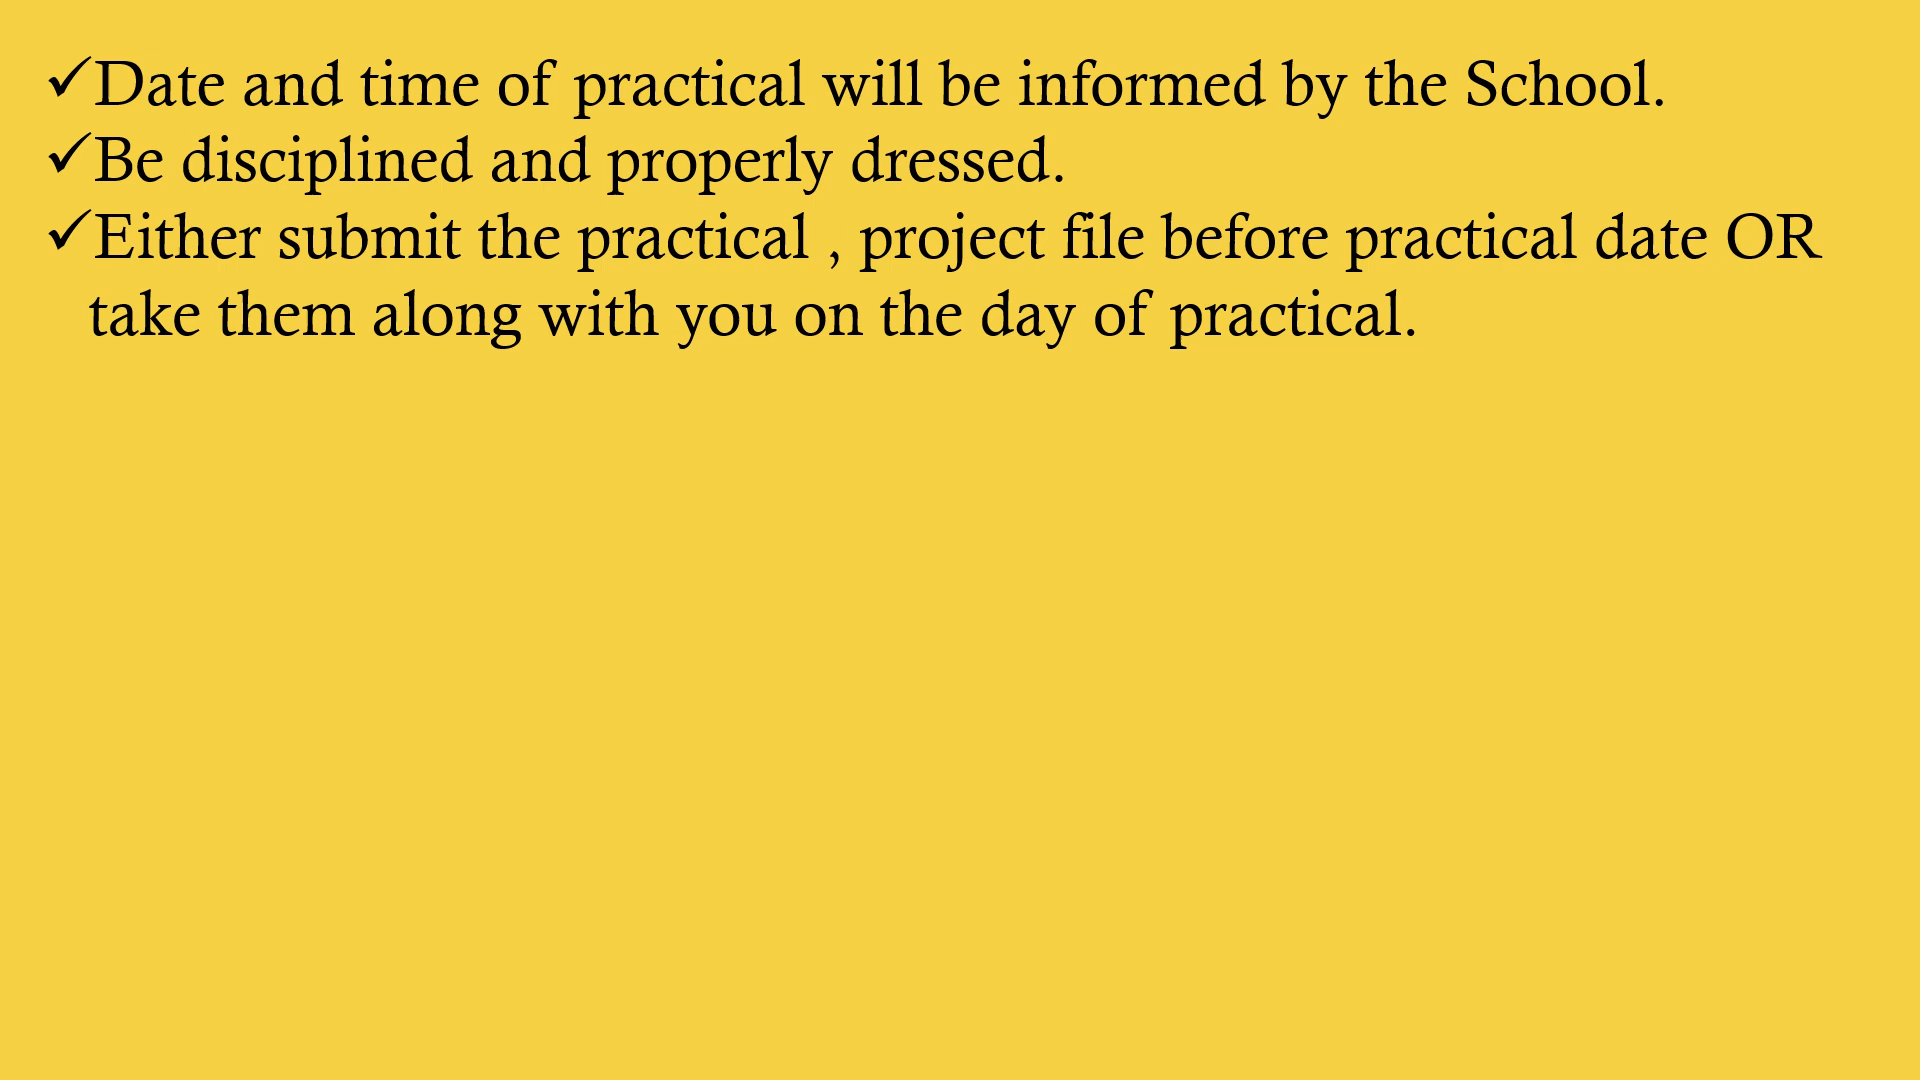 ✓Date and time of practical will be informed by the School.
✓Be disciplined and properly dressed.
✓Either submit the practical , project file before practical date OR
take them along with you on the day of practical.